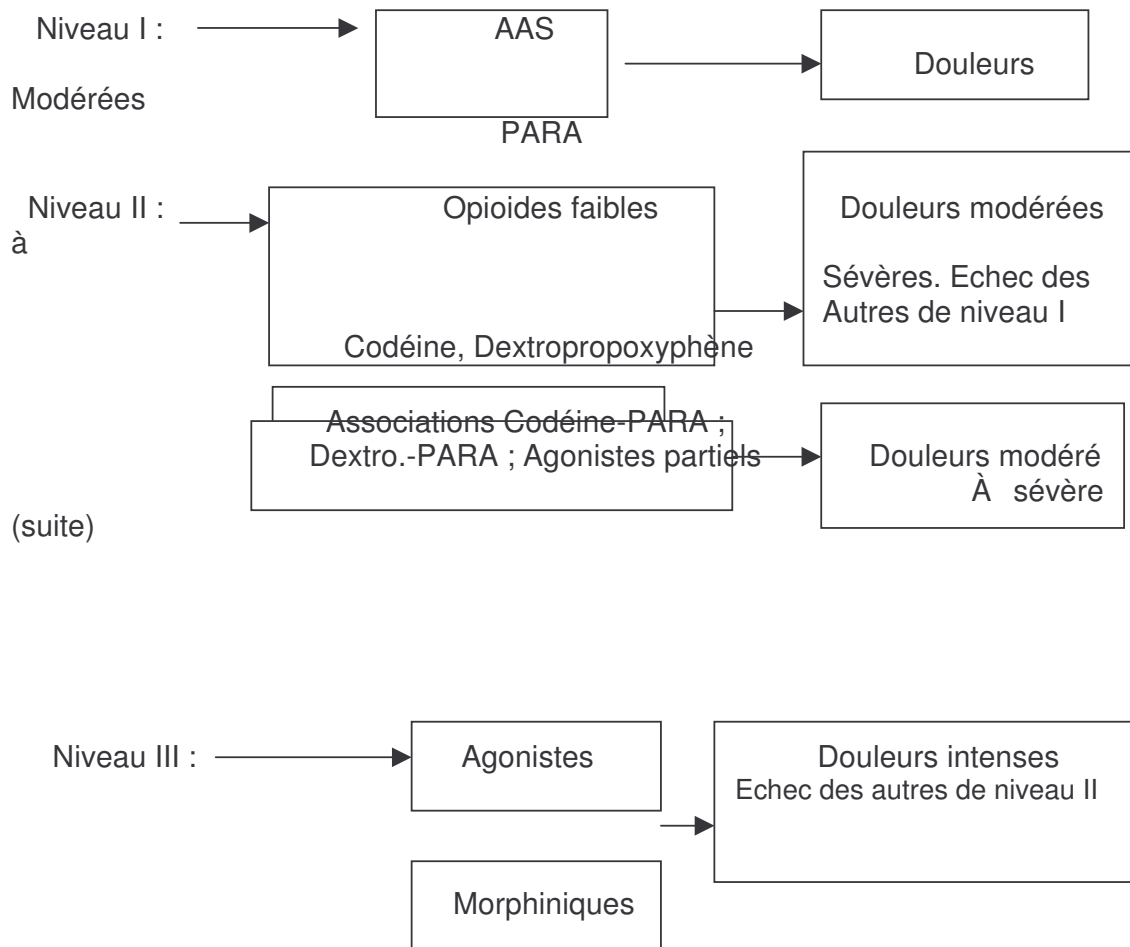 Niveau I : AAS
Douleurs
Modérées
PARA
Niveau II : Opioides faibles Douleurs modérées
à
Sévères. Echec des
Autres de niveau I
Codéine, Dextropropoxyphène
Associations Codéine-PARA ;
Dextro.-PARA ; Agonistes partiels Douleurs modéré
À sévère
(suite)
Niveau III : Agonistes Douleurs intenses
Echec des autres de niveau II
Morphiniques